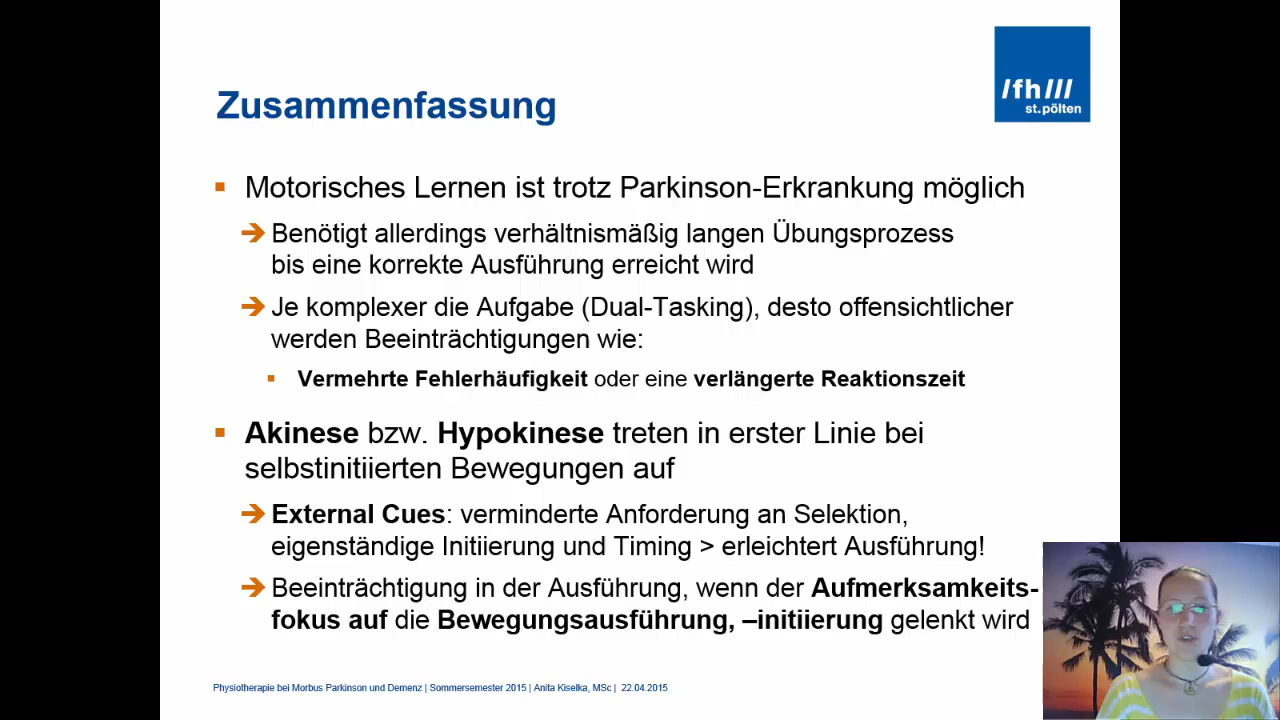 /fh///
st.pölten
Zusammenfassung
▪ Motorisches Lernen ist trotz Parkinson-Erkrankung möglich
➔ Benötigt allerdings verhältnismäßig langen Übungsprozess
bis eine korrekte Ausführung erreicht wird
➔ Je komplexer die Aufgabe (Dual-Tasking), desto offensichtlicher
werden Beeinträchtigungen wie:
▪ Vermehrte Fehlerhäufigkeit oder eine verlängerte Reaktionszeit
▪ Akinese bzw. Hypokinese treten in erster Linie bei
selbstinitiierten Bewegungen auf
➔ External Cues: verminderte Anforderung an Selektion,
eigenständige Initiierung und Timing > erleichtert Ausführung!
➔ Beeinträchtigung in der Ausführung, wenn der Aufmerksamkeits-
fokus auf die Bewegungsausführung, –initiierung gelenkt wird
Physiotherapie bei Morbus Parkinson und Demenz | Sommersemester 2015 | Anita Kiselka, MSc | 22.04.2015